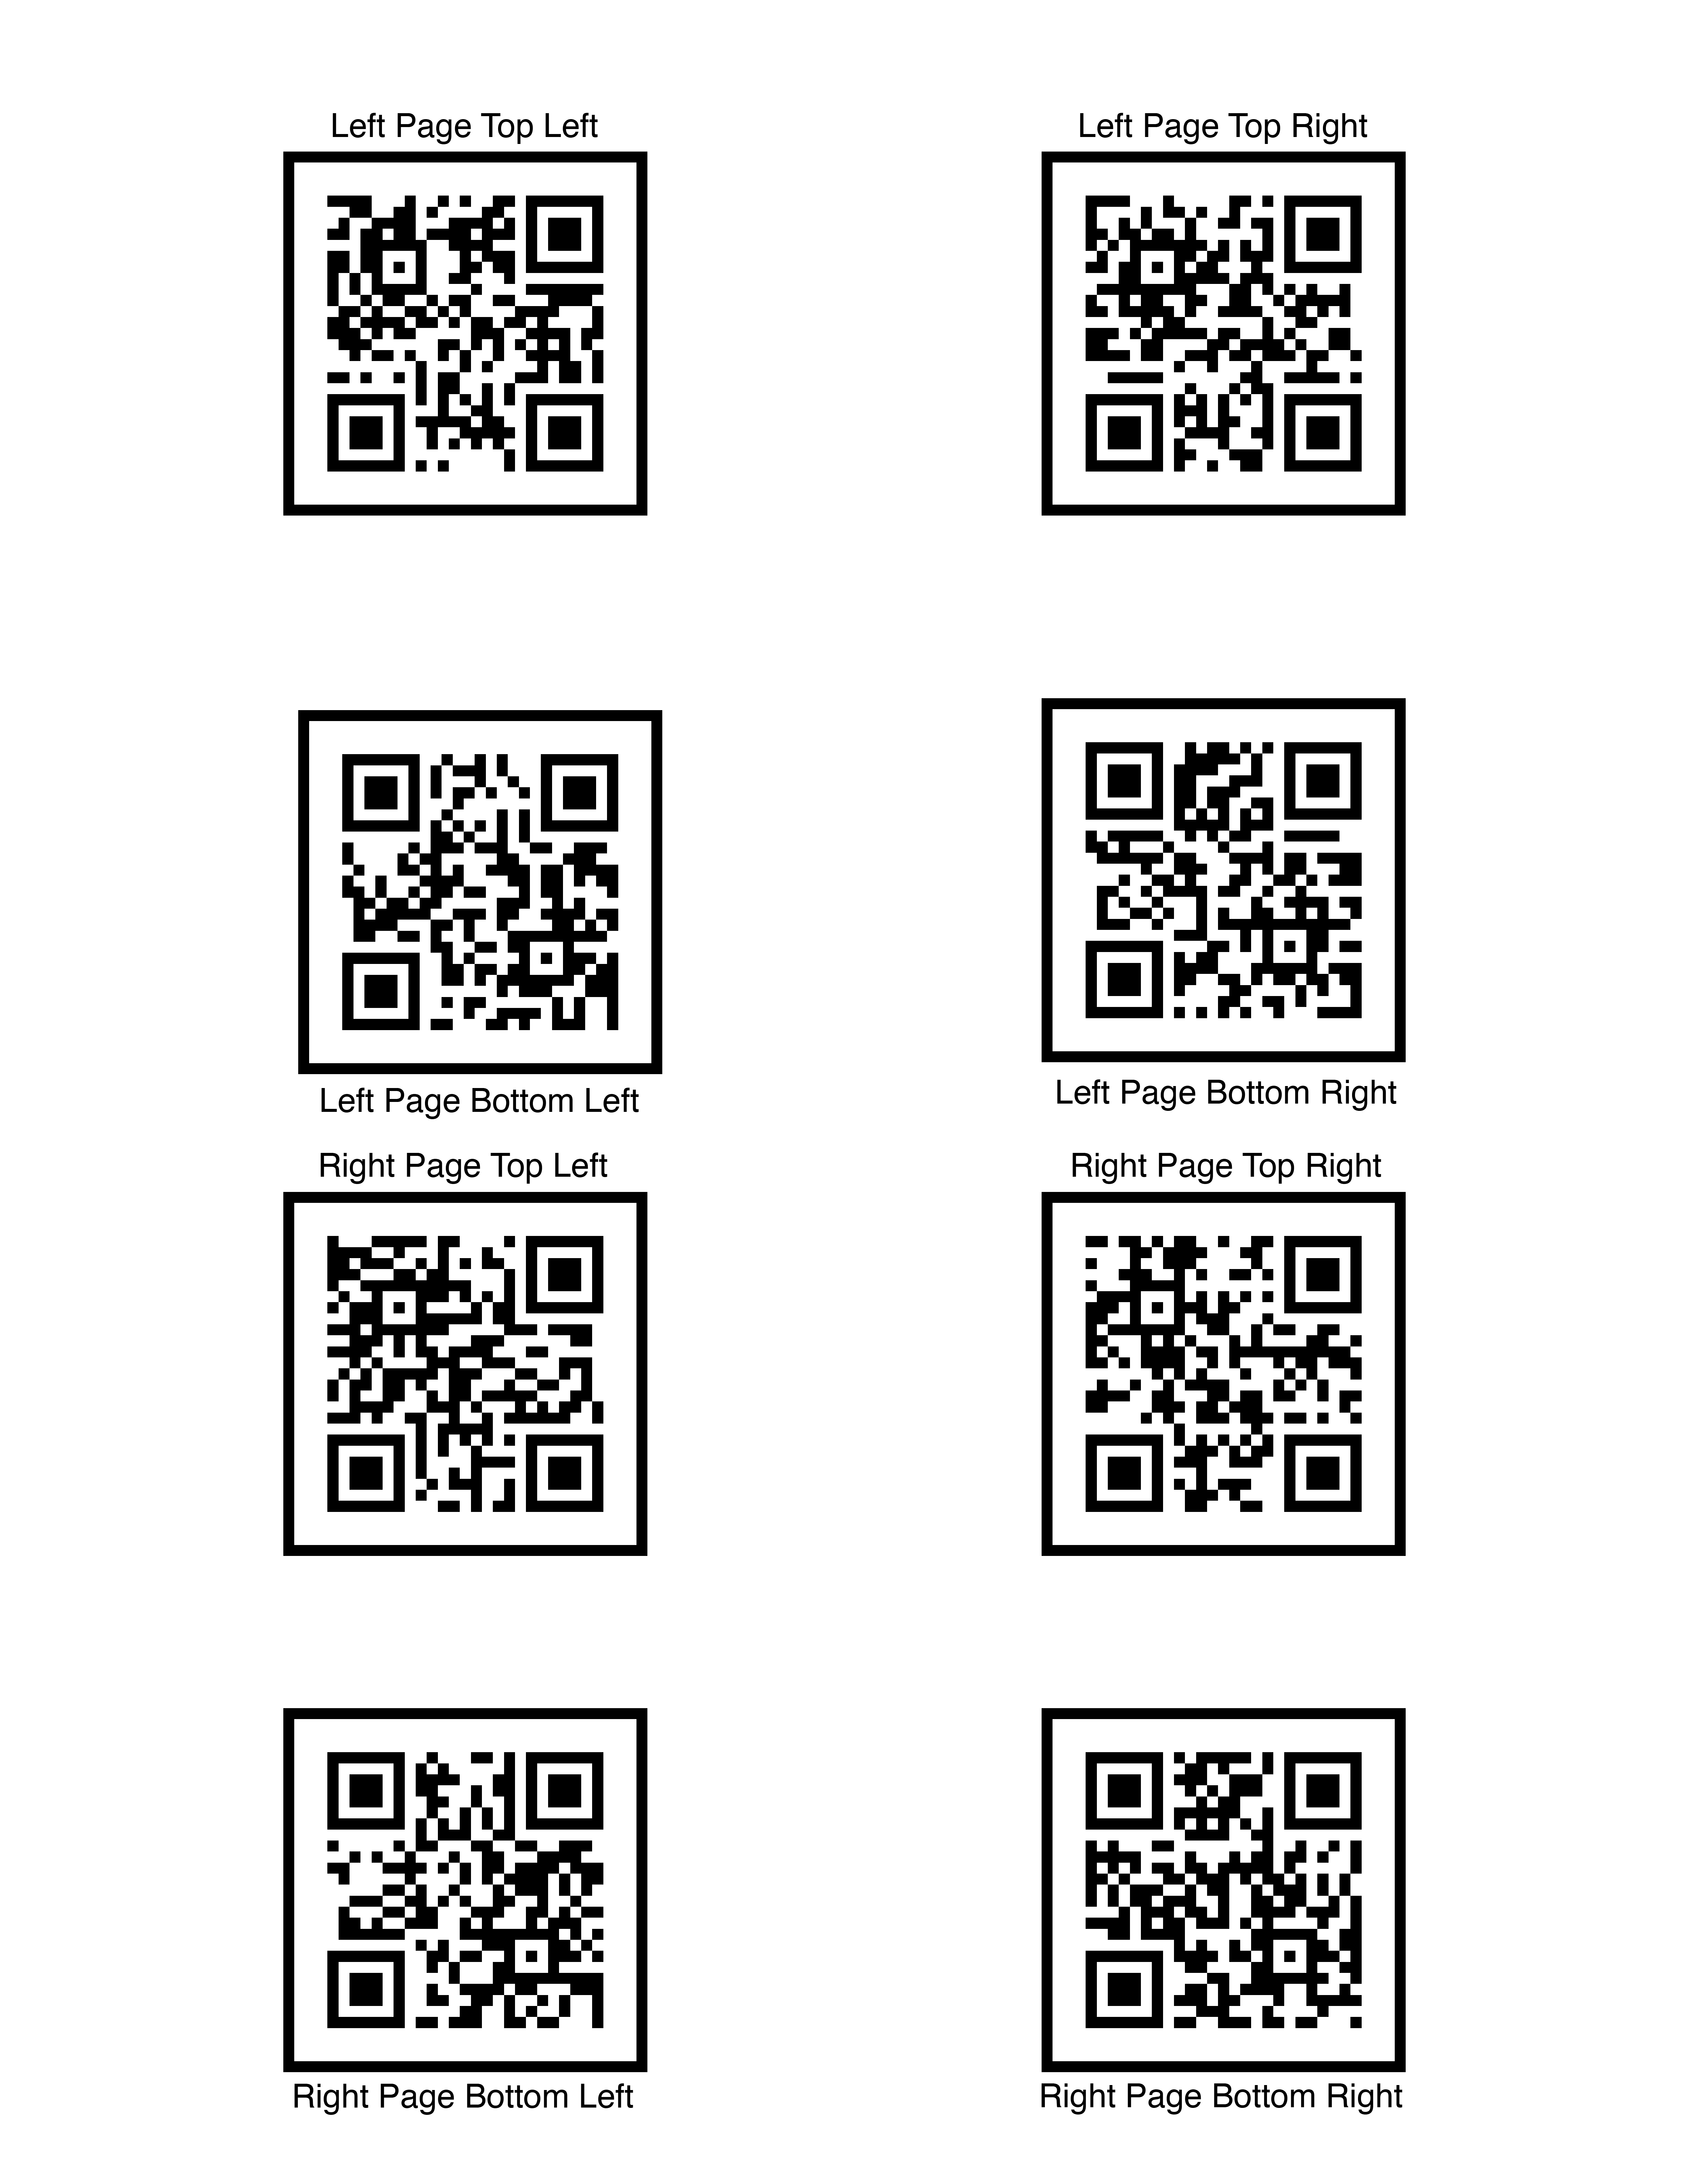 Left Page Top Left
Left Page Top Right
Left Page Bottom Left
Left Page Bottom Right
Right Page Top Left
Right Page Top Right
Right Page Bottom Left
Right Page Bottom Right